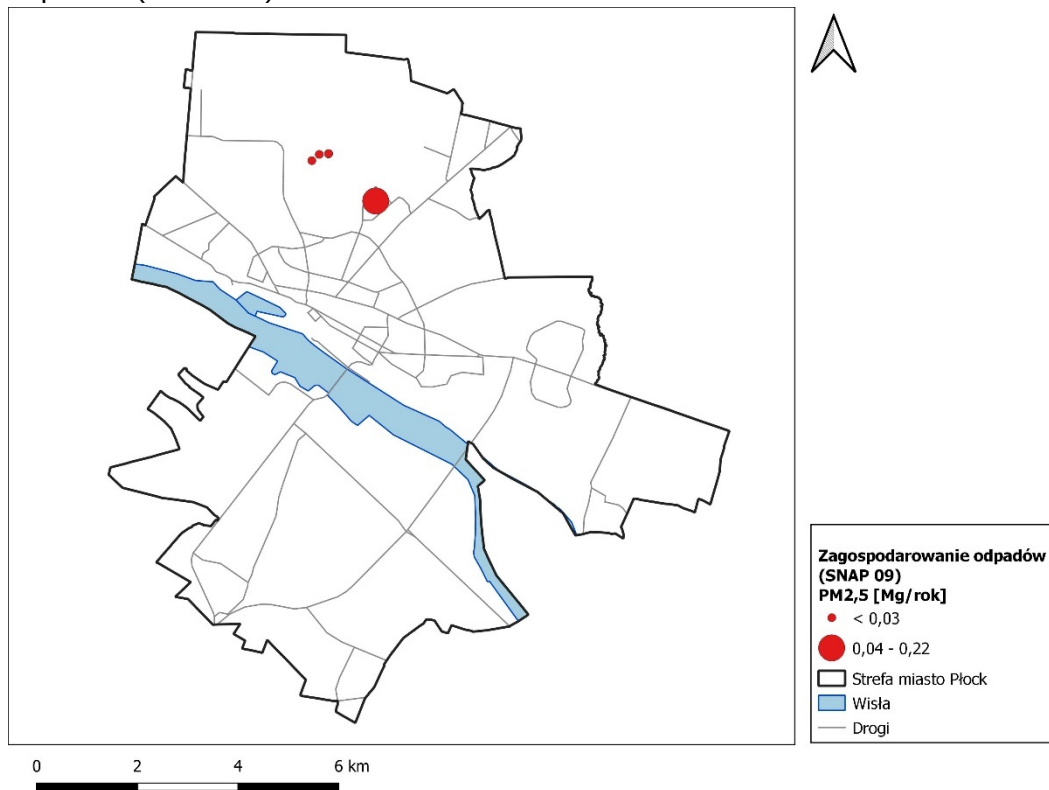 0 2 4 6 km
Zagospodarowanie odpadów
(SNAP 09)
PM2,5 [Mg/rok]
< 0,03
0,04 - 0,22
Strefa miasto Płock
Wisła
Drogi